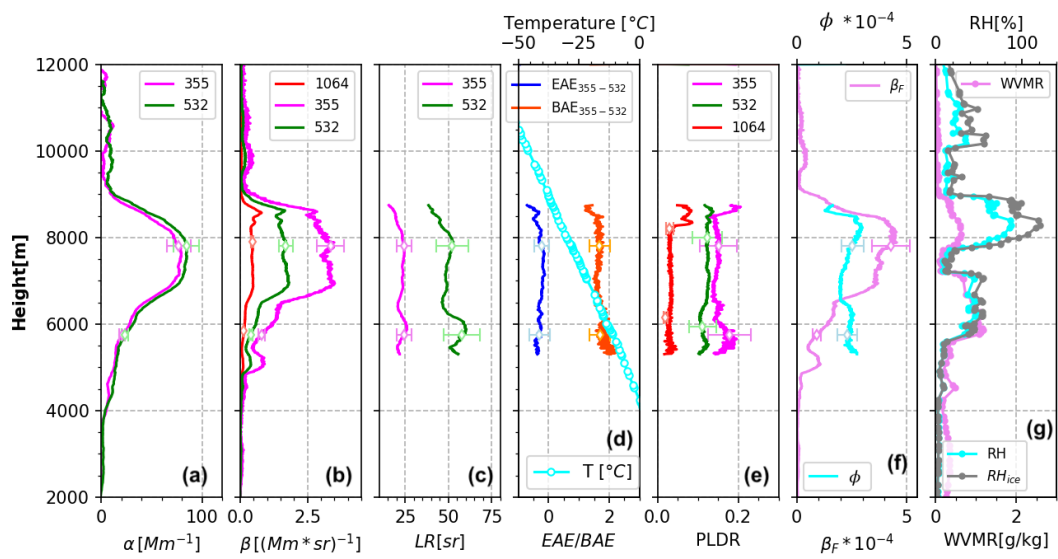 Temperature [°C]
ϕ *10⁻⁴
RH[%]
−50 −25 0
0 5
0 100
12000
10000
8000
6000
4000
2000
Height[m]
355
532
1064
355
532
355
532
EAE₃₅₅₋₅₃₂
BAE₃₅₅₋₅₃₂
355
532
1064
β_F
WVMR
(a)
(b)
(c)
(d)
(e)
(f)
(g)
T [°C]
ϕ
RH
RH_ice
0 100
0.0 2.5
25 50 75
0 2
0.0 0.2
0 5
0 2
α [Mm⁻¹]
β [(Mm*sr)⁻¹]
LR[sr]
EAE/BAE
PLDR
β_F *10⁻⁴
WVMR[g/kg]